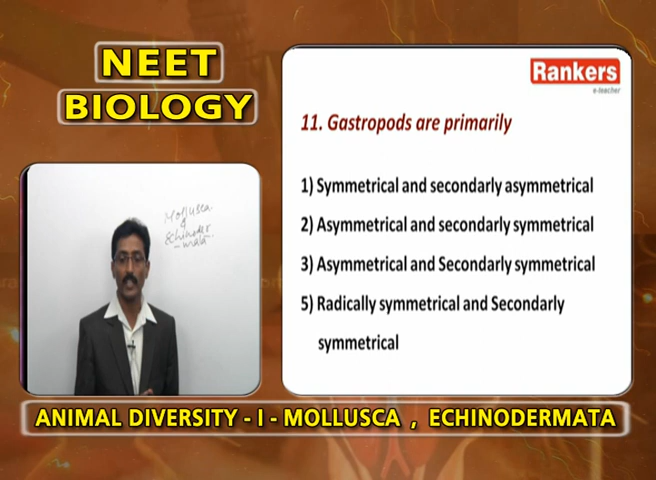 NEET
BIOLOGY
Rankers
e-teacher
11. Gastropods are primarily
1) Symmetrical and secondarly asymmetrical
2) Asymmetrical and secondarly symmetrical
3) Asymmetrical and Secondarly symmetrical
5) Radically symmetrical and Secondarly
symmetrical
Mollusca
&
Echinoder
-mata
ANIMAL DIVERSITY - I - MOLLUSCA , ECHINODERMATA